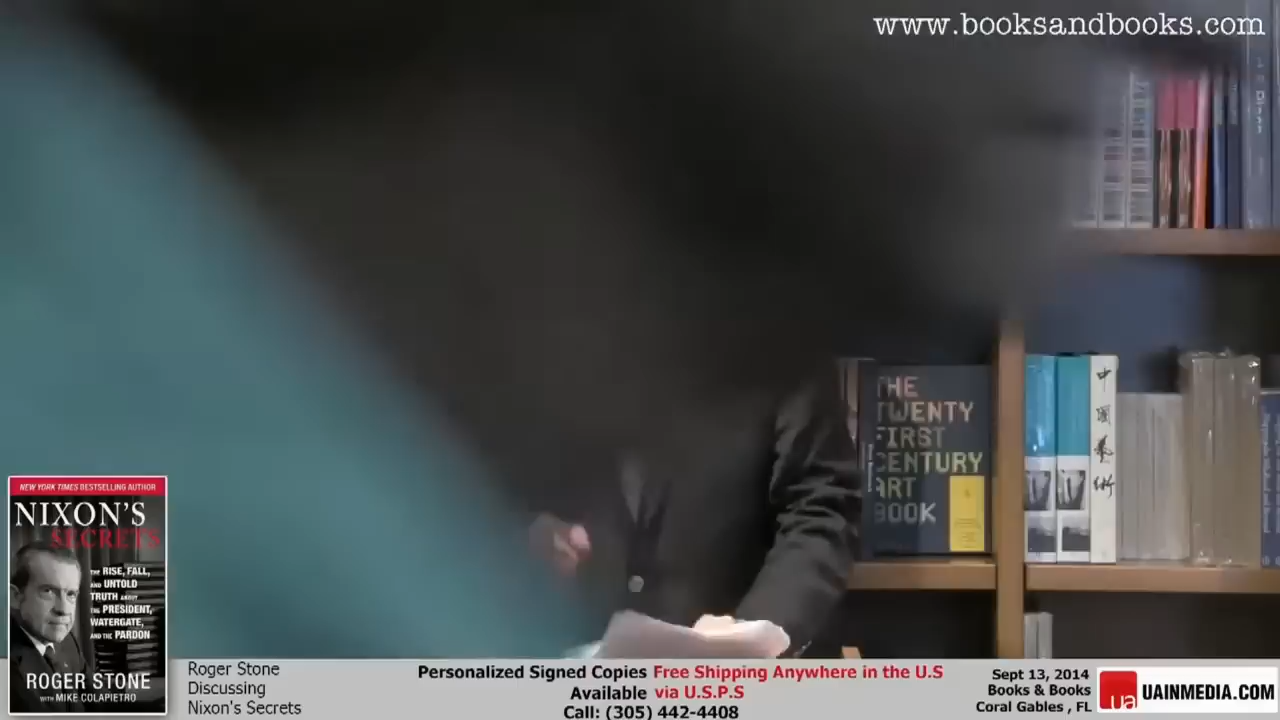 www.booksandbooks.com
THE
TWENTY
FIRST
CENTURY
ART
BOOK
中
國
藝
術
NEW YORK TIMES BESTSELLING AUTHOR
NIXON'S
SECRETS
THE RISE, FALL,
AND UNTOLD
TRUTH ABOUT
THE PRESIDENT,
WATERGATE,
AND THE PARDON
ROGER STONE
WITH MIKE COLAPIETRO
Roger Stone
Discussing
Nixon's Secrets
Personalized Signed Copies Free Shipping Anywhere in the U.S
Available via U.S.P.S
Call: (305) 442-4408
Sept 13, 2014
Books & Books
Coral Gables , FL
ua UAINMEDIA.COM